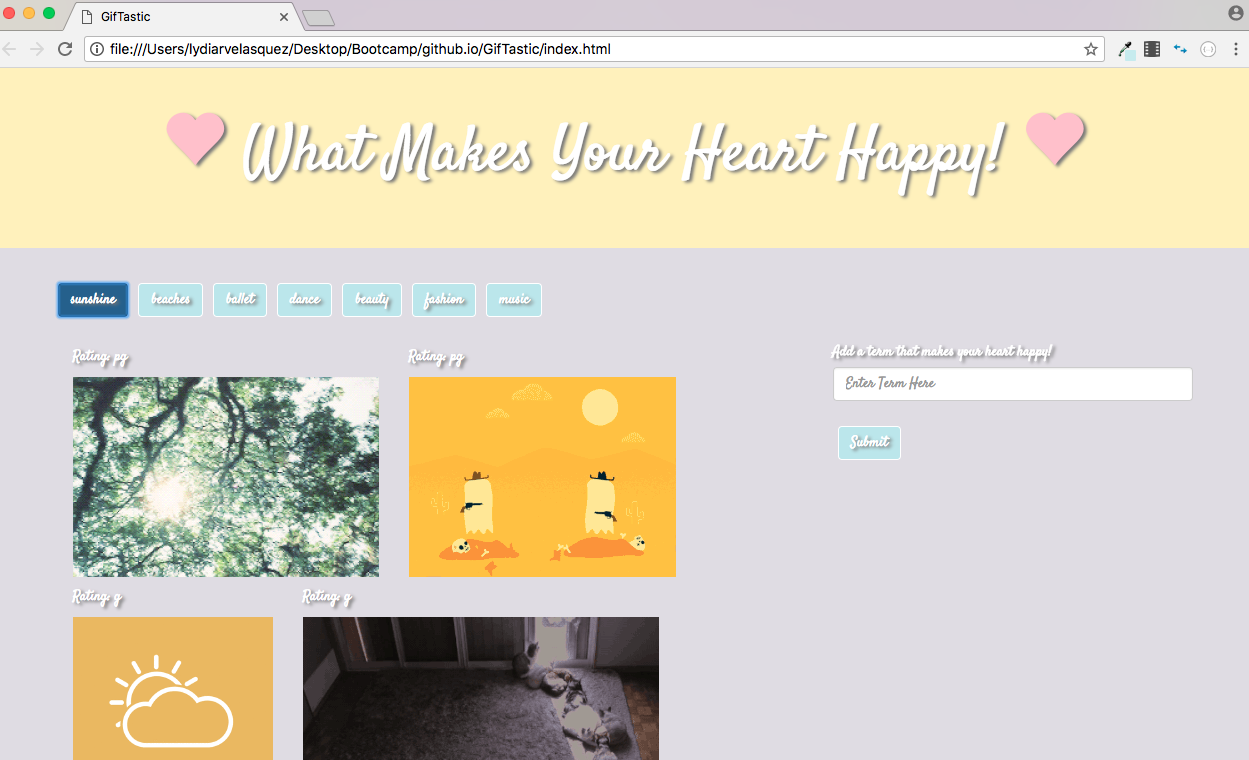 GifTastic
file:///Users/lydiarvelasquez/Desktop/Bootcamp/github.io/GifTastic/index.html
What Makes Your Heart Happy!
sunshine beaches ballet dance beauty fashion music
Rating: pg Rating: pg
Add a term that makes your heart happy!
Enter Term Here
Submit
Rating: g Rating: g